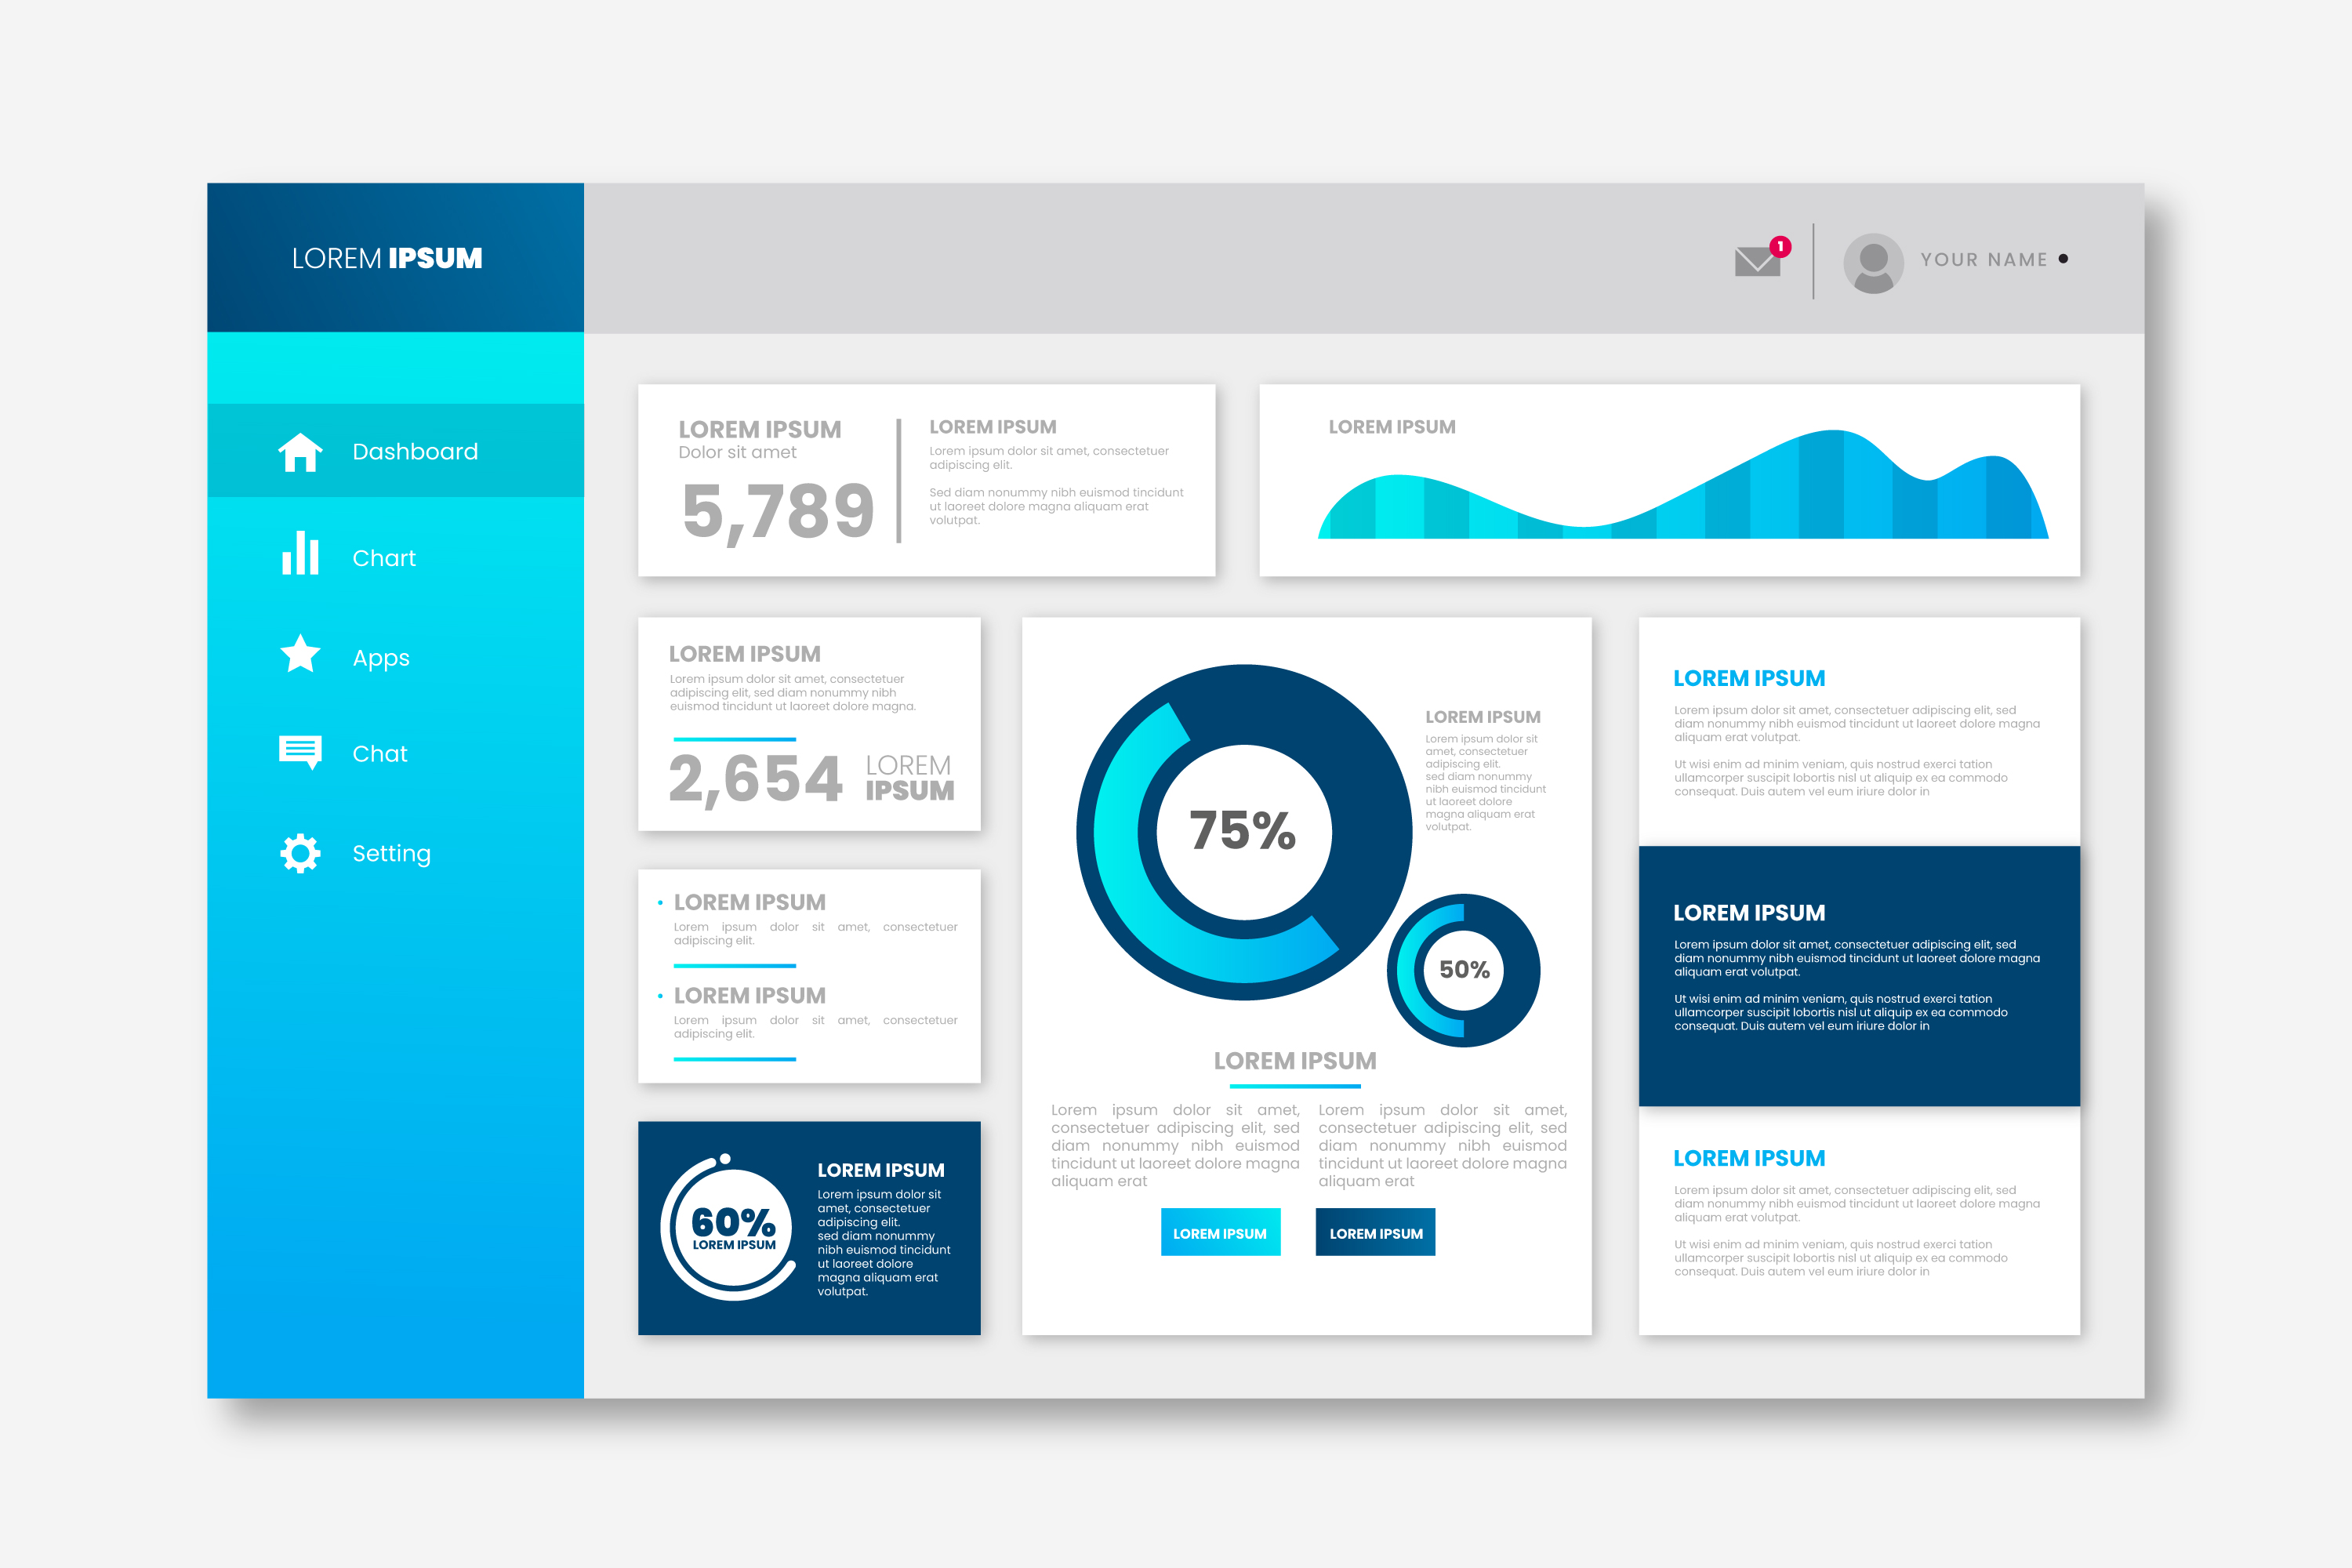 LOREM IPSUM
1
YOUR NAME
Dashboard
Chart
Apps
Chat
Setting
LOREM IPSUM
Dolor sit amet
5,789
LOREM IPSUM
Lorem ipsum dolor sit amet, consectetuer
adipiscing elit.
Sed diam nonummy nibh euismod tincidunt
ut laoreet dolore magna aliquam erat
volutpat.
LOREM IPSUM
LOREM IPSUM
Lorem ipsum dolor sit amet, consectetuer
adipiscing elit, sed diam nonummy nibh
euismod tincidunt ut laoreet dolore magna.
2,654
LOREM
IPSUM
LOREM IPSUM
Lorem ipsum dolor sit amet, consectetuer
adipiscing elit.
LOREM IPSUM
Lorem ipsum dolor sit amet, consectetuer
adipiscing elit.
60%
LOREM IPSUM
LOREM IPSUM
Lorem ipsum dolor sit
amet, consectetuer
adipiscing elit.
sed diam nonummy
nibh euismod tincidunt
ut laoreet dolore
magna aliquam erat
volutpat.
75%
LOREM IPSUM
Lorem ipsum dolor sit
amet, consectetuer
adipiscing elit.
sed diam nonummy
nibh euismod tincidunt
ut laoreet dolore
magna aliquam erat
volutpat.
50%
LOREM IPSUM
Lorem ipsum dolor sit amet,
consectetuer adipiscing elit, sed
diam nonummy nibh euismod
tincidunt ut laoreet dolore magna
aliquam erat
Lorem ipsum dolor sit amet,
consectetuer adipiscing elit, sed
diam nonummy nibh euismod
tincidunt ut laoreet dolore magna
aliquam erat
LOREM IPSUM
LOREM IPSUM
LOREM IPSUM
Lorem ipsum dolor sit amet, consectetuer adipiscing elit, sed
diam nonummy nibh euismod tincidunt ut laoreet dolore magna
aliquam erat volutpat.
Ut wisi enim ad minim veniam, quis nostrud exerci tation
ullamcorper suscipit lobortis nisl ut aliquip ex ea commodo
consequat. Duis autem vel eum iriure dolor in
LOREM IPSUM
Lorem ipsum dolor sit amet, consectetuer adipiscing elit, sed
diam nonummy nibh euismod tincidunt ut laoreet dolore magna
aliquam erat volutpat.
Ut wisi enim ad minim veniam, quis nostrud exerci tation
ullamcorper suscipit lobortis nisl ut aliquip ex ea commodo
consequat. Duis autem vel eum iriure dolor in
LOREM IPSUM
Lorem ipsum dolor sit amet, consectetuer adipiscing elit, sed
diam nonummy nibh euismod tincidunt ut laoreet dolore magna
aliquam erat volutpat.
Ut wisi enim ad minim veniam, quis nostrud exerci tation
ullamcorper suscipit lobortis nisl ut aliquip ex ea commodo
consequat. Duis autem vel eum iriure dolor in